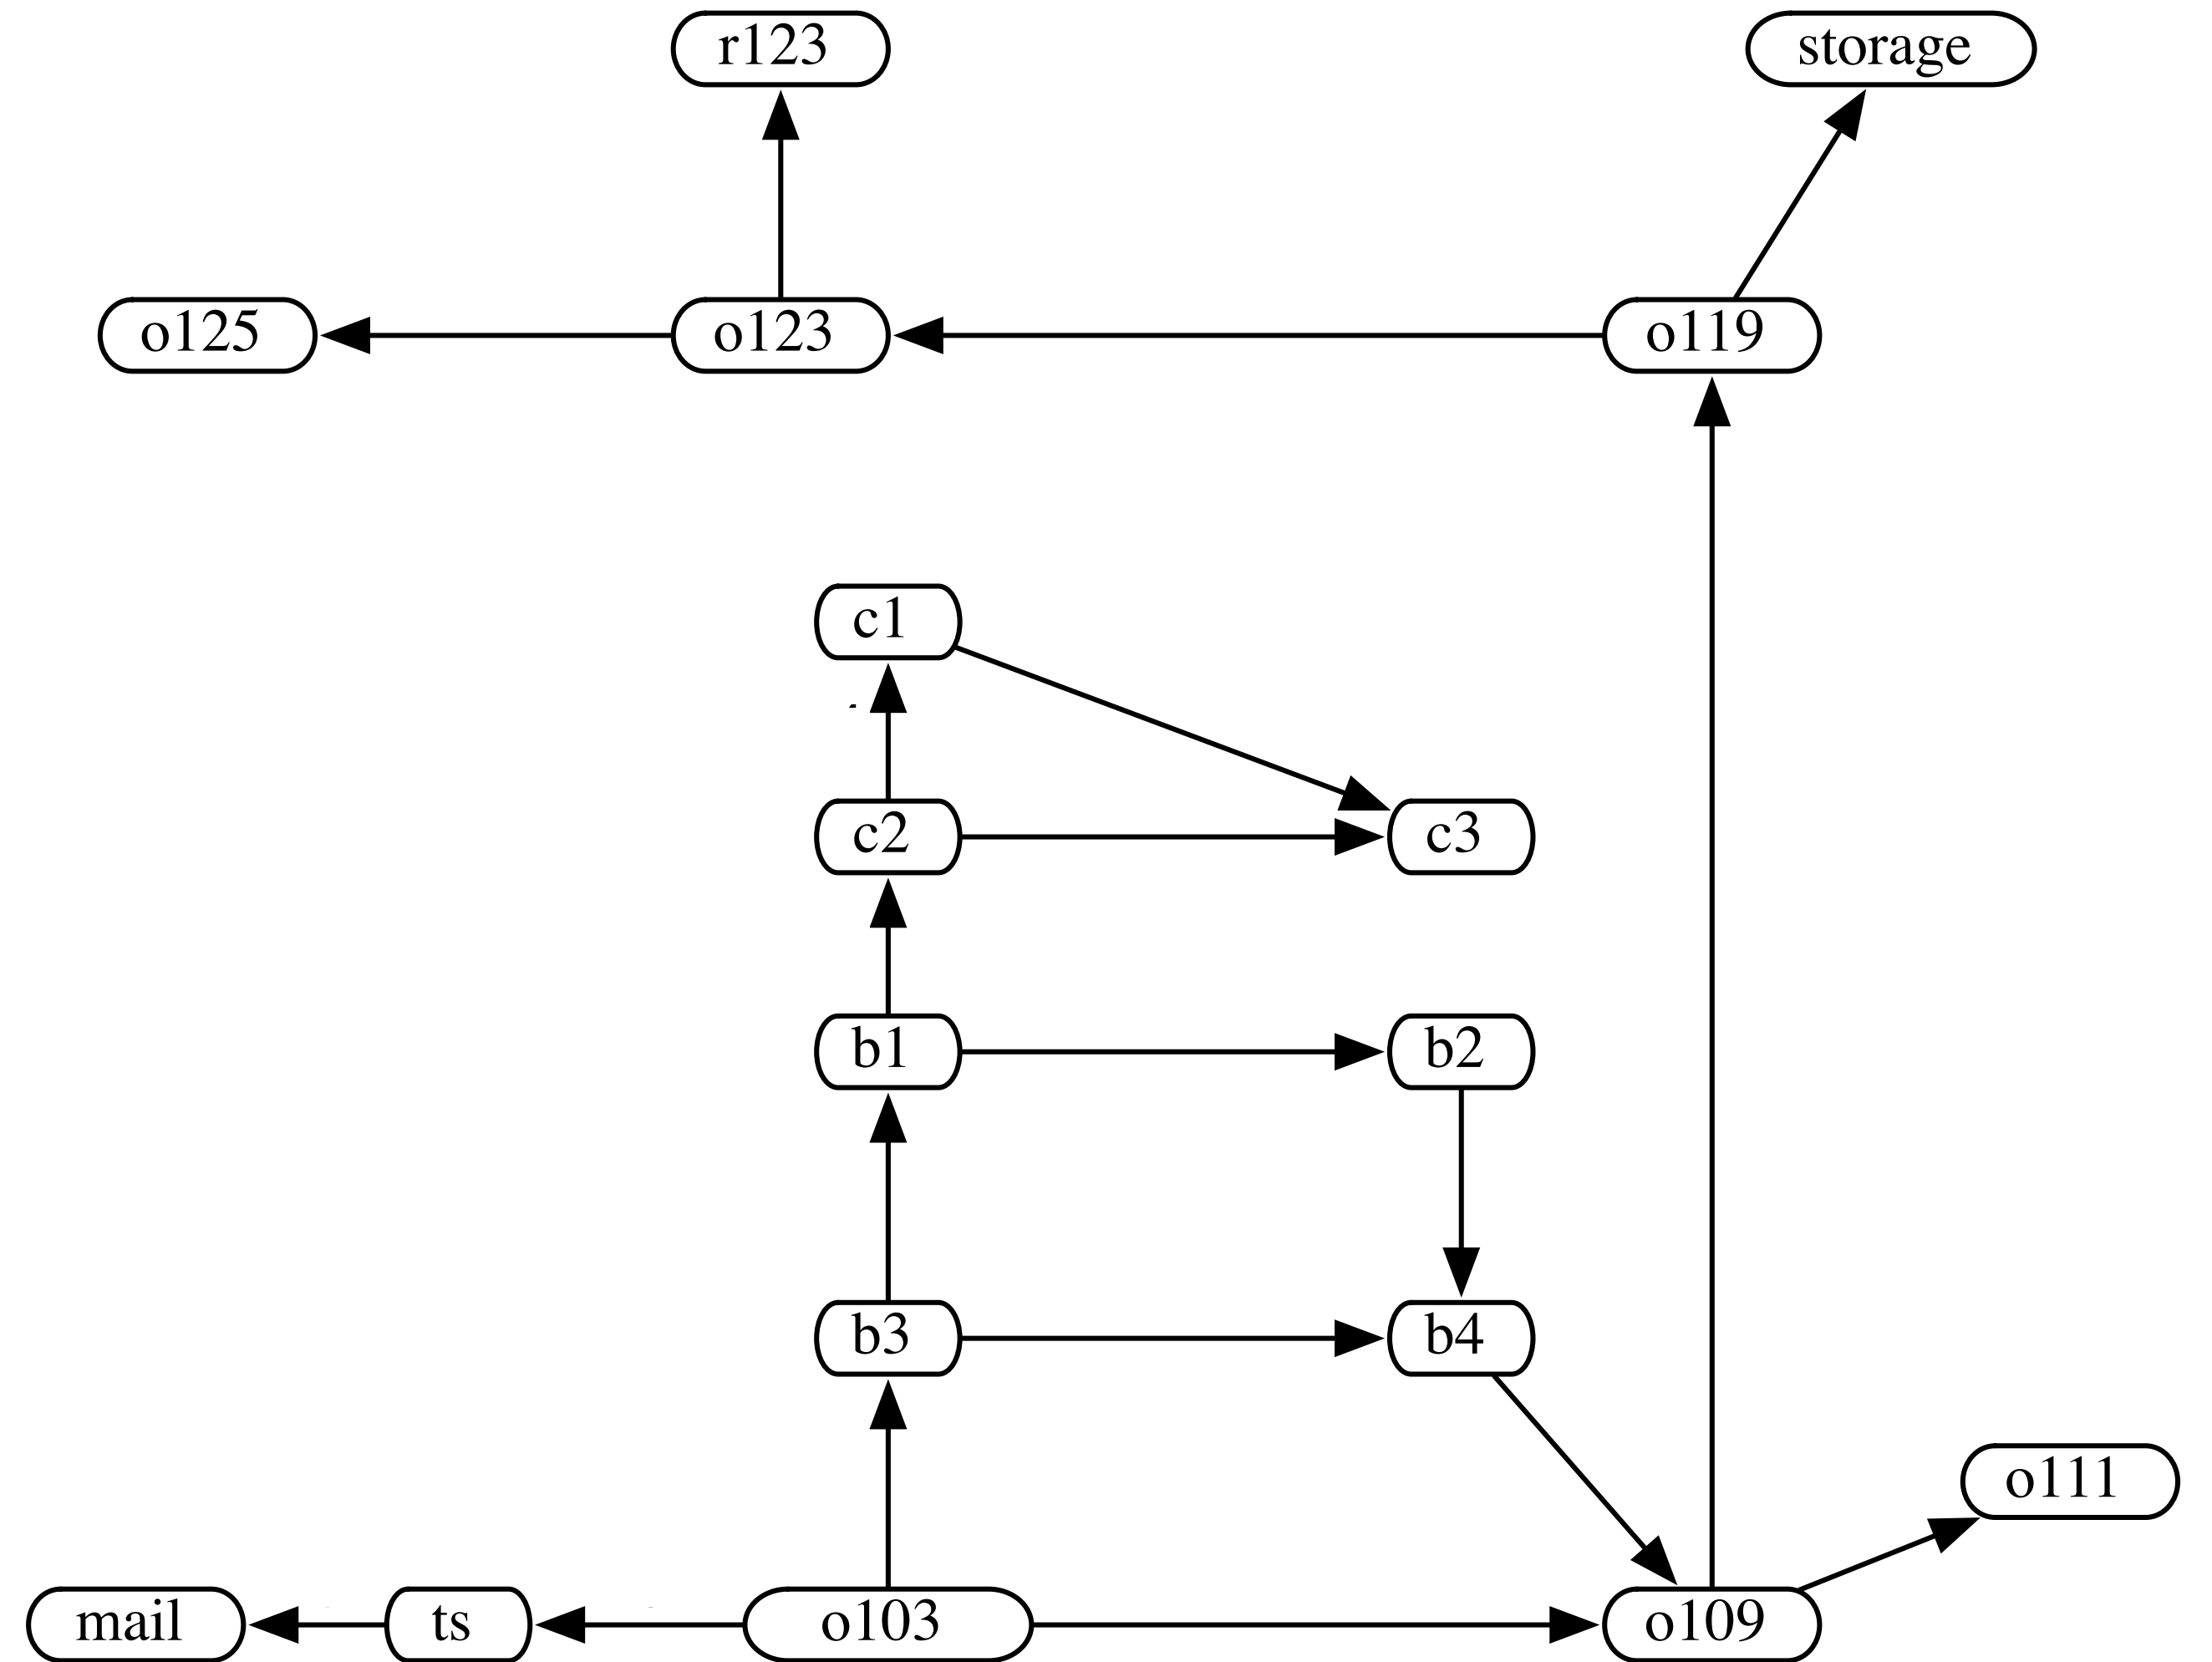 r123
storage
o125
o123
o119
c1
c2
c3
b1
b2
b3
b4
o111
mail
ts
o103
o109